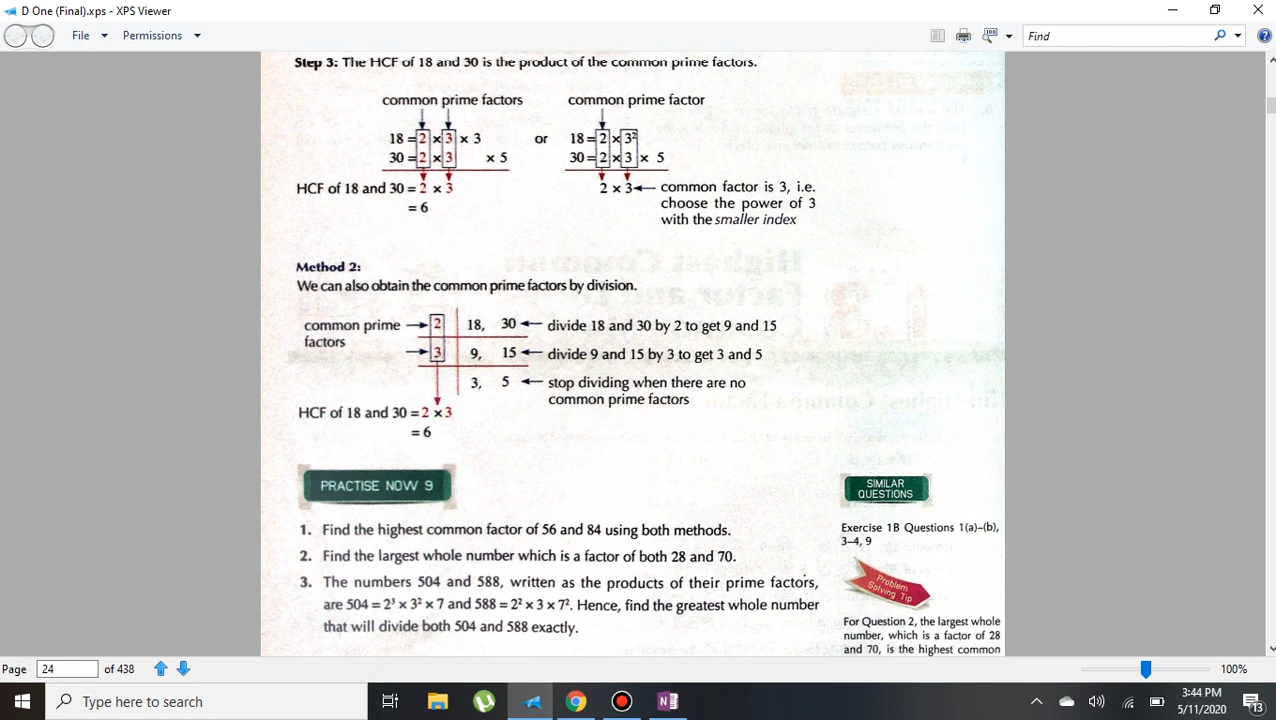 D One (Final).xps - XPS Viewer
File Permissions
Find
Step 3: The HCF of 18 and 30 is the product of the common prime factors.
common prime factors common prime factor
18 = 2 × 3 × 3 or 18 = 2 × 3²
30 = 2 × 3 × 5 30 = 2 × 3 × 5
HCF of 18 and 30 = 2 × 3 2 × 3 common factor is 3, i.e.
= 6 choose the power of 3
with the smaller index
Method 2:
We can also obtain the common prime factors by division.
common prime 2 18, 30 divide 18 and 30 by 2 to get 9 and 15
factors
3 9, 15 divide 9 and 15 by 3 to get 3 and 5
3, 5 stop dividing when there are no
common prime factors
HCF of 18 and 30 = 2 × 3
= 6
PRACTISE NOW 9
1. Find the highest common factor of 56 and 84 using both methods.
2. Find the largest whole number which is a factor of both 28 and 70.
3. The numbers 504 and 588, written as the products of their prime factors,
are 504 = 2³ × 3² × 7 and 588 = 2² × 3 × 7². Hence, find the greatest whole number
that will divide both 504 and 588 exactly.
SIMILAR
QUESTIONS
Exercise 1B Questions 1(a)–(b),
3–4, 9
Problem
Solving Tip
For Question 2, the largest whole
number, which is a factor of 28
and 70, is the highest common
Page 24 of 438 100%
Type here to search
3:44 PM
5/11/2020
13